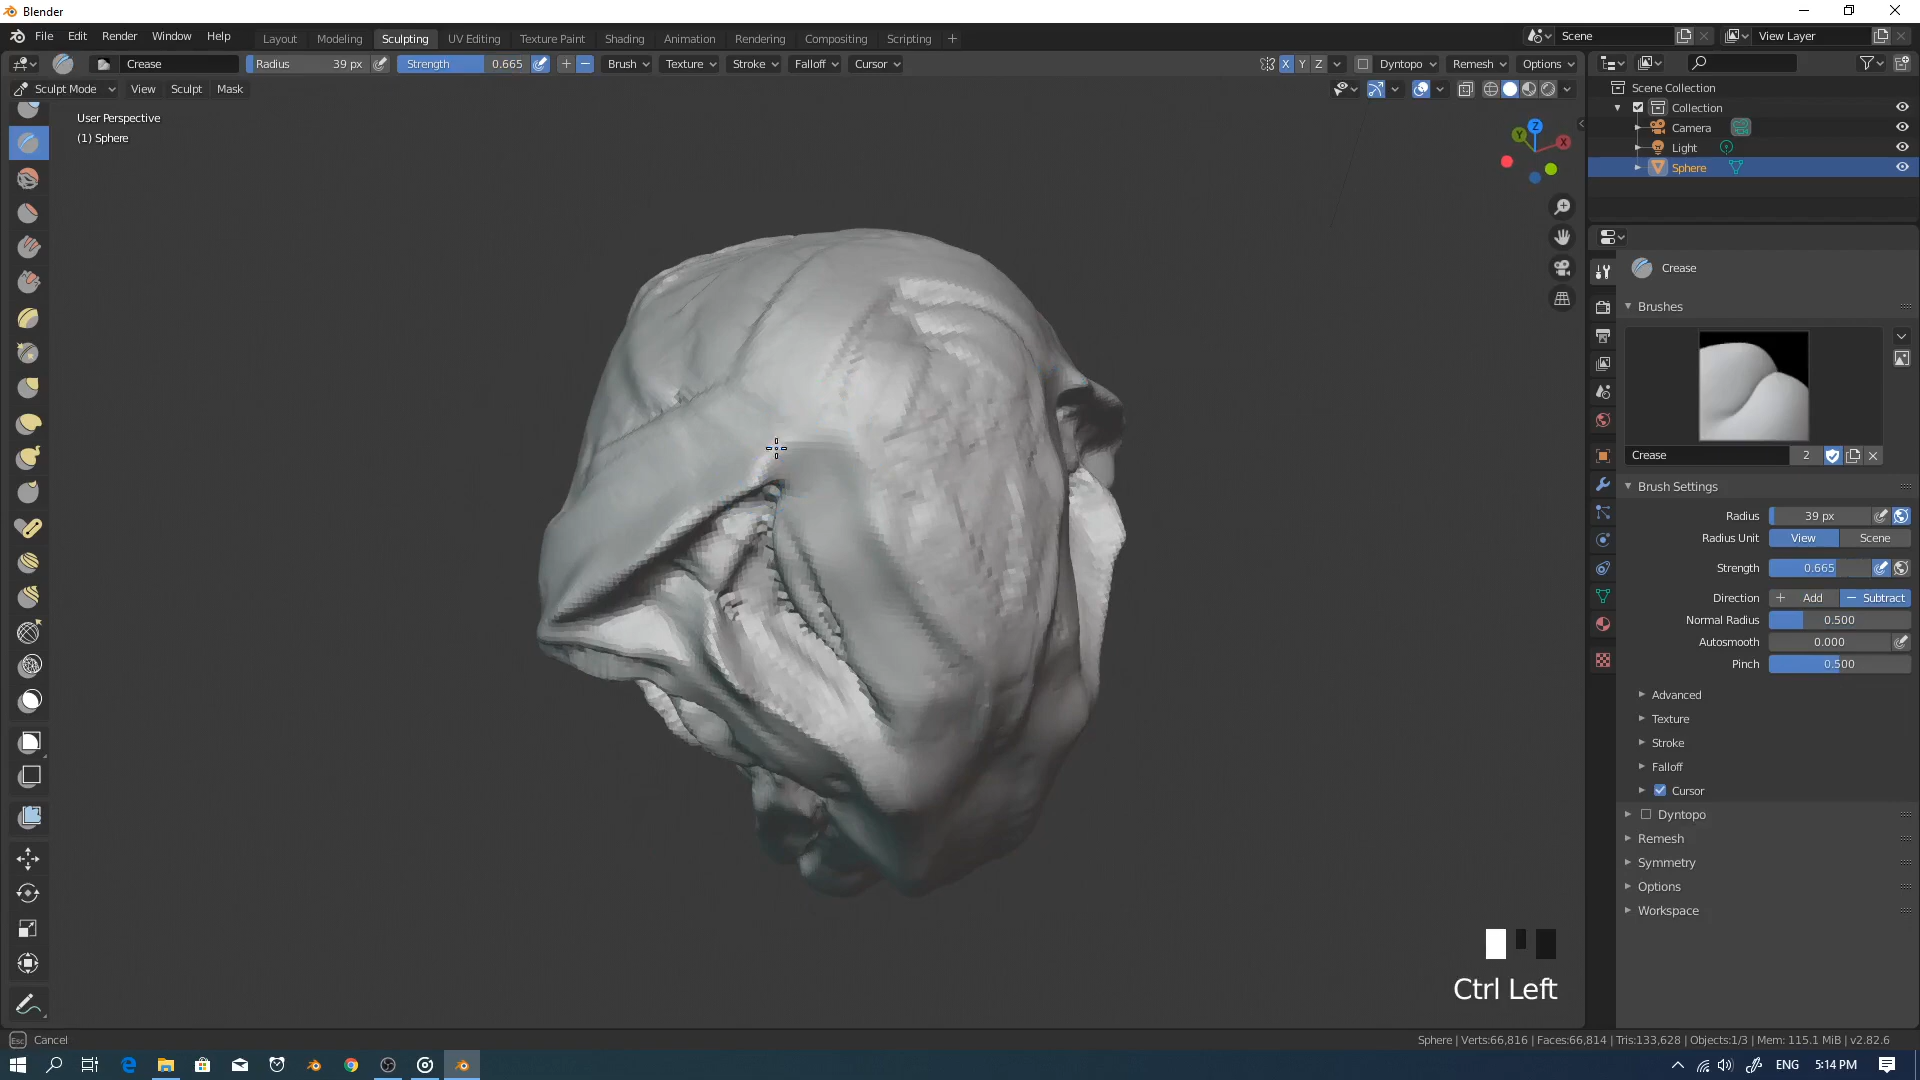 Blender
File Edit Render Window Help Layout Modeling Sculpting UV Editing Texture Paint Shading Animation Rendering Compositing Scripting + Scene View Layer
Crease Radius 39 px Strength 0.665 + − Brush Texture Stroke Falloff Cursor X Y Z Dyntopo Remesh Options
Sculpt Mode View Sculpt Mask
User Perspective
(1) Sphere
Z
Y
X
Scene Collection
Collection
Camera
Light
Sphere
Crease
Brushes
Crease 2
Brush Settings
Radius 39 px
Radius Unit View Scene
Strength 0.665
Direction + Add − Subtract
Normal Radius 0.500
Autosmooth 0.000
Pinch 0.500
Advanced
Texture
Stroke
Falloff
Cursor
Dyntopo
Remesh
Symmetry
Options
Workspace
Ctrl Left
Esc Cancel
Sphere | Verts:66,816 | Faces:66,814 | Tris:133,628 | Objects:1/3 | Mem: 115.1 MiB | v2.82.6
ENG 5:14 PM